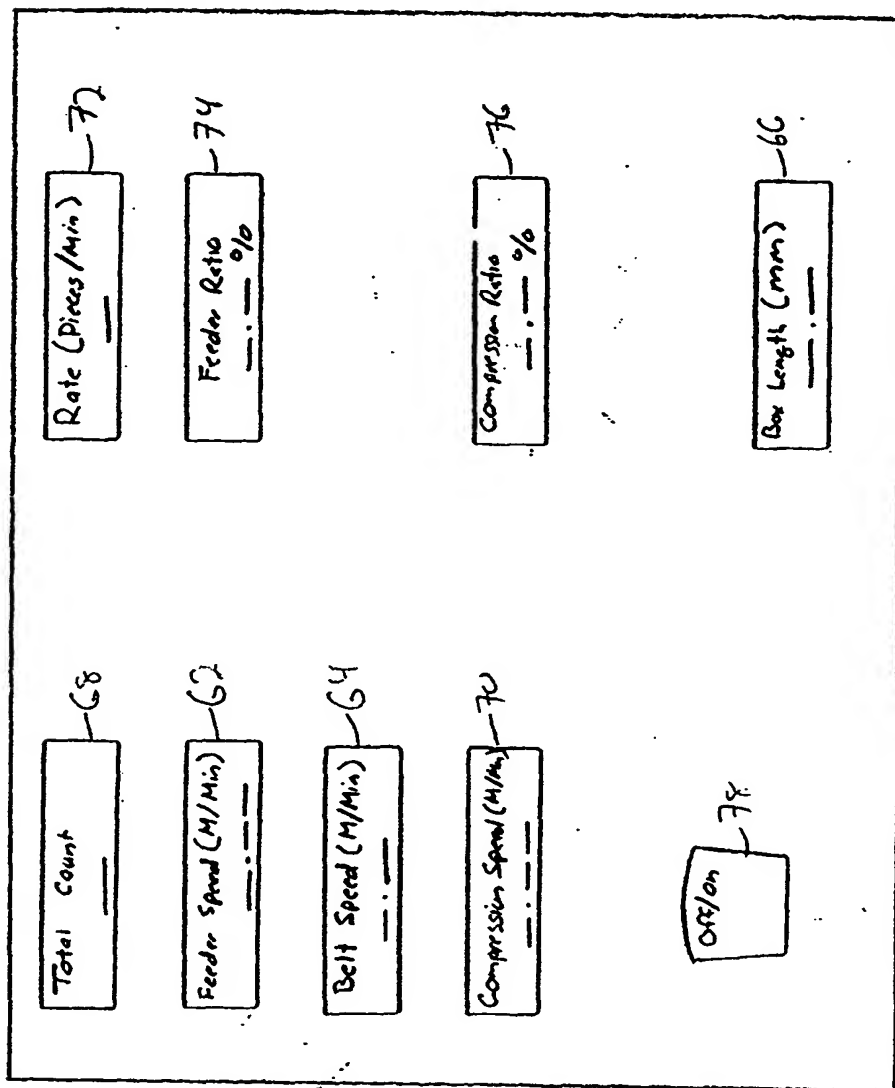 Total Count
—
68
Feeder Speed (M/Min)
— . — —
62
Belt Speed (M/Min)
— . —
64
Compression Speed (M/Min)
— . — —
70
Off/on
78
Rate (Pieces/Min)
—
72
Feeder Ratio
— . — %
74
Compression Ratio
— . — %
76
Box Length (mm)
— . —
66